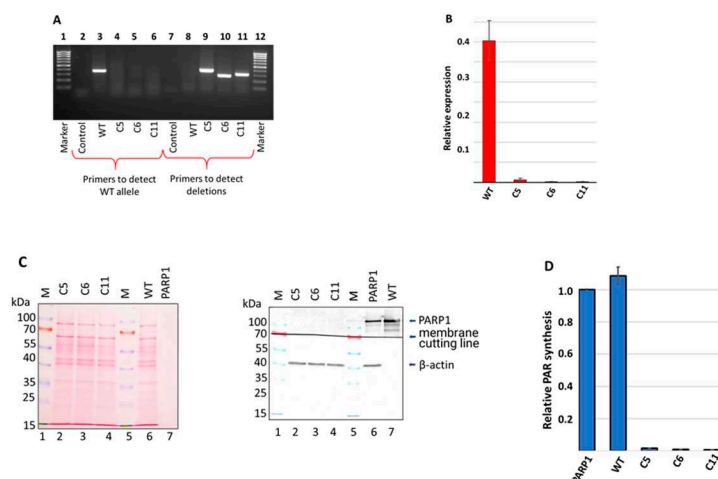 A
1 2 3 4 5 6 7 8 9 10 11 12
Marker Control WT C5 C6 C11 Control WT C5 C6 C11 Marker
Primers to detect WT allele
Primers to detect deletions
B
Relative expression
0.4
0.3
0.2
0.1
WT C5 C6 C11
C
kDa
M C5 C6 C11 M WT PARP1
100
70
55
40
35
25
15
1 2 3 4 5 6 7
kDa
M C5 C6 C11 M PARP1 WT
100
70
55
40
35
25
15
PARP1
membrane
cutting line
β-actin
1 2 3 4 5 6 7
D
Relative PAR synthesis
1.0
0.8
0.6
0.4
0.2
PARP1 WT C5 C6 C11